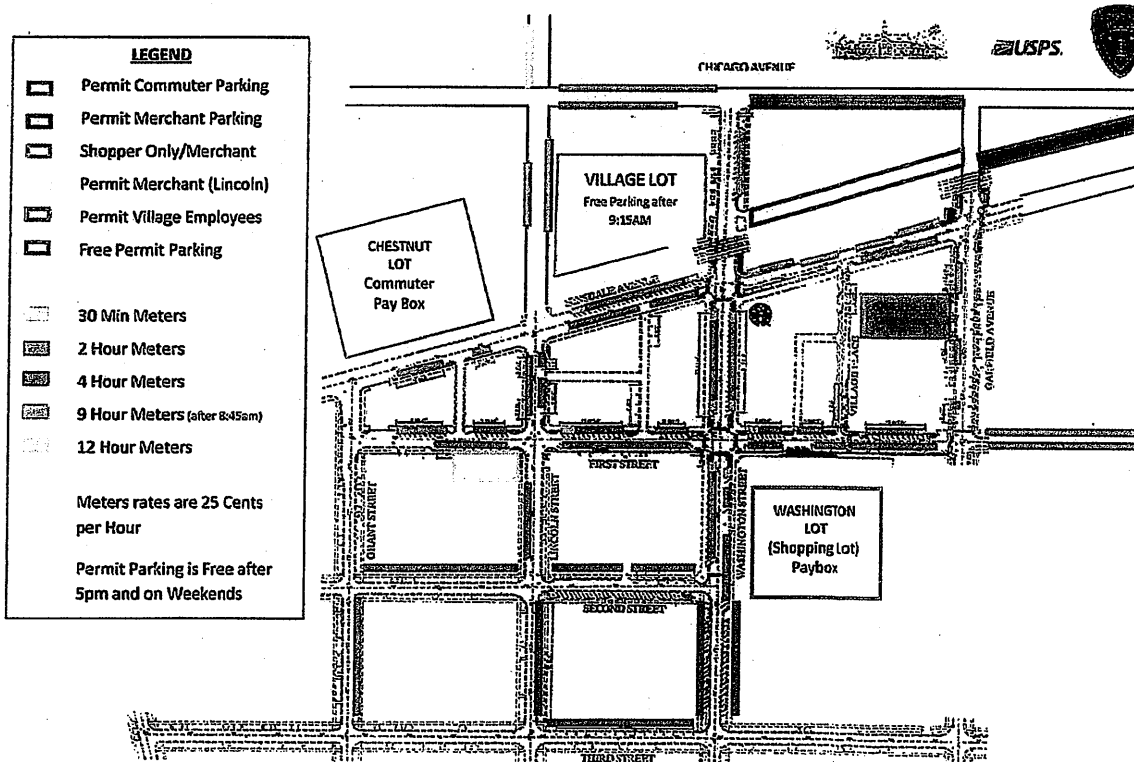 LEGEND
Permit Commuter Parking
Permit Merchant Parking
Shopper Only/Merchant
Permit Merchant (Lincoln)
Permit Village Employees
Free Permit Parking
30 Min Meters
2 Hour Meters
4 Hour Meters
9 Hour Meters (after 8:45am)
12 Hour Meters
Meters rates are 25 Cents
per Hour
Permit Parking is Free after
5pm and on Weekends
USPS.
CHICAGO AVENUE
VILLAGE LOT
Free Parking after
9:15AM
CHESTNUT
LOT
Commuter
Pay Box
HINSDALE AVENUE
VILLAGE PLACE
GARFIELD AVENUE
FIRST STREET
GRANT STREET
LINCOLN STREET
WASHINGTON STREET
WASHINGTON
LOT
(Shopping Lot)
Paybox
SECOND STREET
THIRD STREET